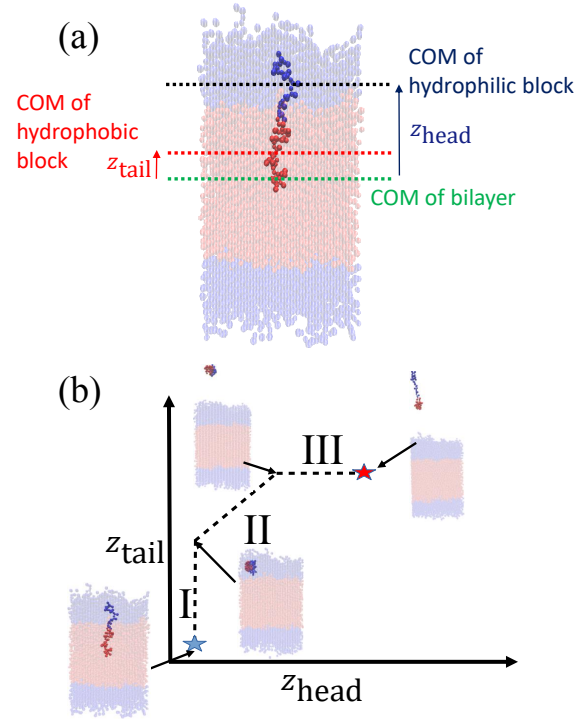 (a)
COM of
hydrophobic
block
z_tail
COM of
hydrophilic block
z_head
COM of bilayer
(b)
III
II
I
z_tail
z_head